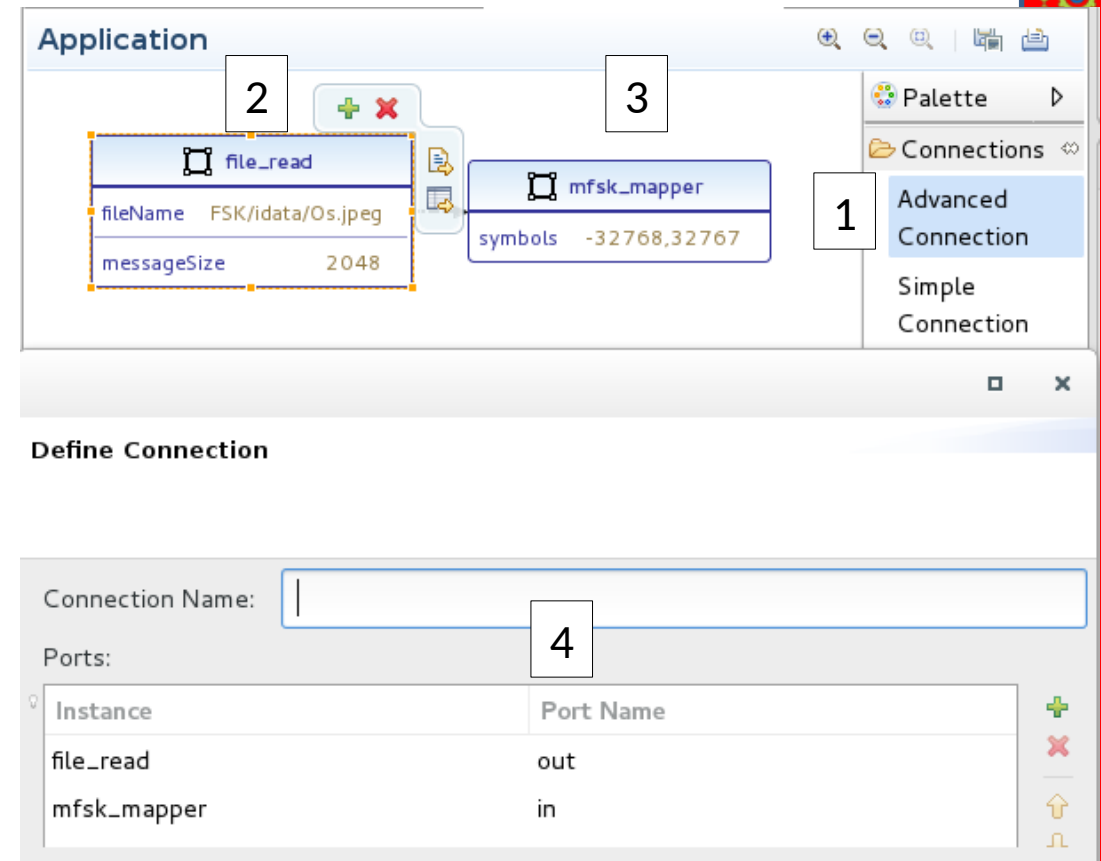 Application
2
3
Palette
file_read
Connections
mfsk_mapper
1
Advanced
Connection
fileName FSK/idata/Os.jpeg
symbols -32768,32767
messageSize 2048
Simple
Connection
Define Connection
Connection Name:
4
Ports:
Instance Port Name
file_read out
mfsk_mapper in